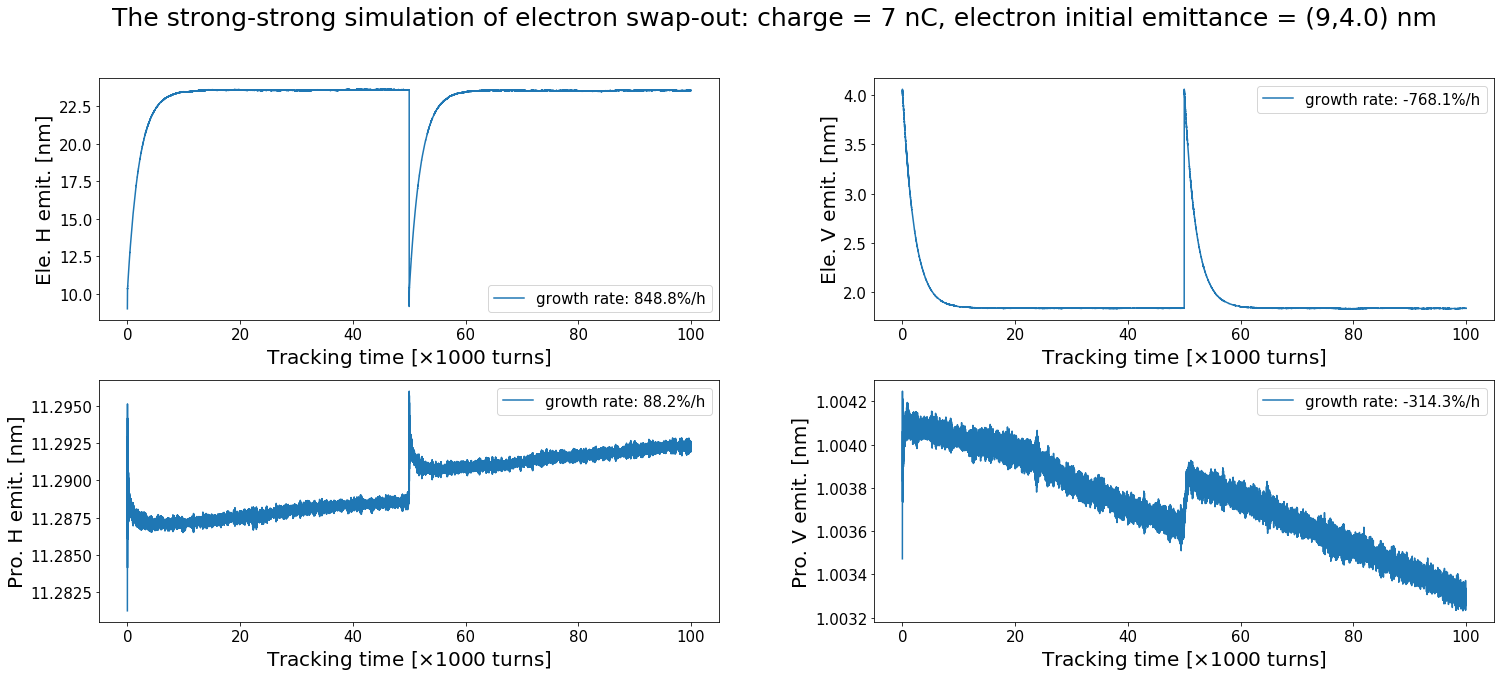 The strong-strong simulation of electron swap-out: charge = 7 nC, electron initial emittance = (9,4.0) nm
Ele. H emit. [nm]
22.5
20.0
17.5
15.0
12.5
10.0
growth rate: 848.8%/h
0 20 40 60 80 100
Tracking time [×1000 turns]
Ele. V emit. [nm]
4.0
3.5
3.0
2.5
2.0
growth rate: -768.1%/h
0 20 40 60 80 100
Tracking time [×1000 turns]
Pro. H emit. [nm]
11.2950
11.2925
11.2900
11.2875
11.2850
11.2825
growth rate: 88.2%/h
0 20 40 60 80 100
Tracking time [×1000 turns]
Pro. V emit. [nm]
1.0042
1.0040
1.0038
1.0036
1.0034
1.0032
growth rate: -314.3%/h
0 20 40 60 80 100
Tracking time [×1000 turns]